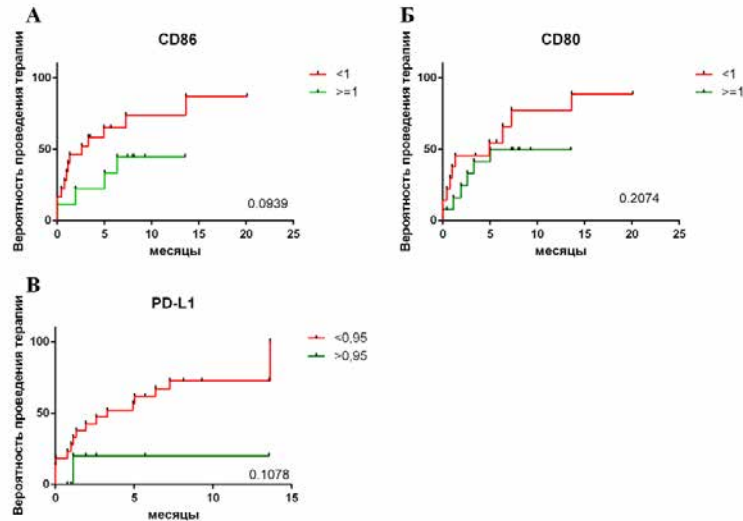 А
CD86
Вероятность проведения терапии
100
50
0
0 5 10 15 20 25
месяцы
<1
>=1
0.0939
Б
CD80
Вероятность проведения терапии
100
50
0
0 5 10 15 20 25
месяцы
<1
>=1
0.2074
В
PD-L1
Вероятность проведения терапии
100
50
0
0 5 10 15
месяцы
<0,95
>0,95
0.1078